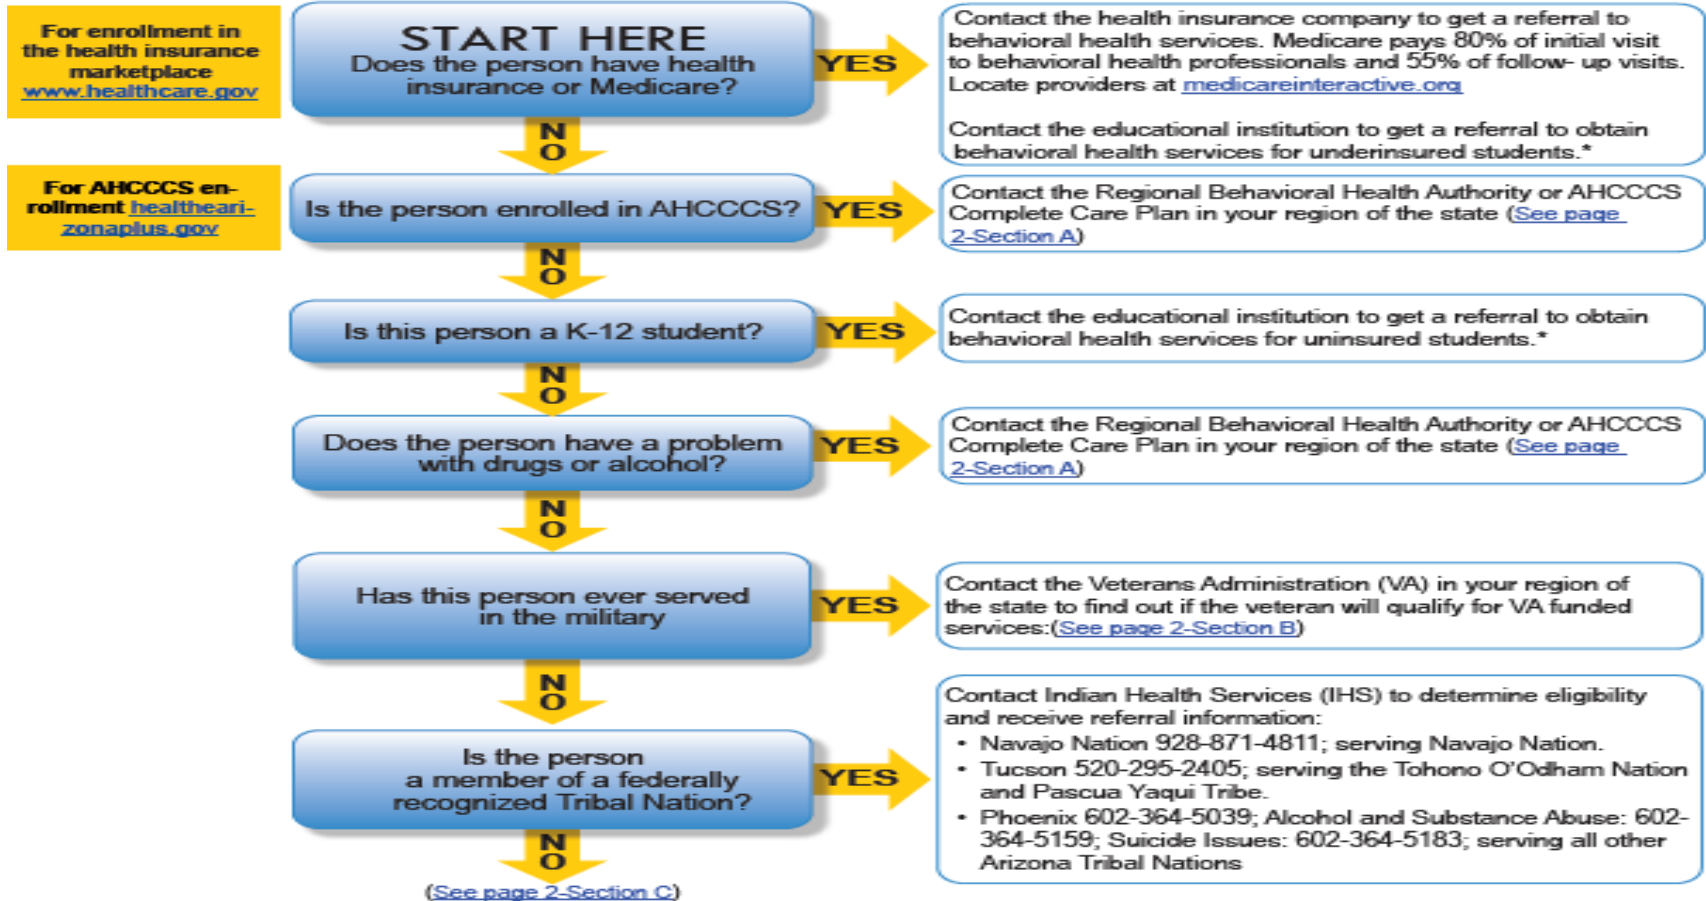 For enrollment in
the health insurance
marketplace
www.healthcare.gov
START HERE
Does the person have health
insurance or Medicare?
YES
Contact the health insurance company to get a referral to
behavioral health services. Medicare pays 80% of initial visit
to behavioral health professionals and 55% of follow- up visits.
Locate providers at medicareinteractive.org
Contact the educational institution to get a referral to obtain
behavioral health services for underinsured students.*
NO
For AHCCCS en-
rollment healtheari-
zonaplus.gov
Is the person enrolled in AHCCCS?
YES
Contact the Regional Behavioral Health Authority or AHCCCS
Complete Care Plan in your region of the state (See page
2-Section A)
NO
Is this person a K-12 student?
YES
Contact the educational institution to get a referral to obtain
behavioral health services for uninsured students.*
NO
Does the person have a problem
with drugs or alcohol?
YES
Contact the Regional Behavioral Health Authority or AHCCCS
Complete Care Plan in your region of the state (See page
2-Section A)
NO
Has this person ever served
in the military
YES
Contact the Veterans Administration (VA) in your region of
the state to find out if the veteran will qualify for VA funded
services:(See page 2-Section B)
NO
Is the person
a member of a federally
recognized Tribal Nation?
YES
Contact Indian Health Services (IHS) to determine eligibility
and receive referral information:
• Navajo Nation 928-871-4811; serving Navajo Nation.
• Tucson 520-295-2405; serving the Tohono O'Odham Nation
and Pascua Yaqui Tribe.
• Phoenix 602-364-5039; Alcohol and Substance Abuse: 602-
364-5159; Suicide Issues: 602-364-5183; serving all other
Arizona Tribal Nations
NO
(See page 2-Section C)